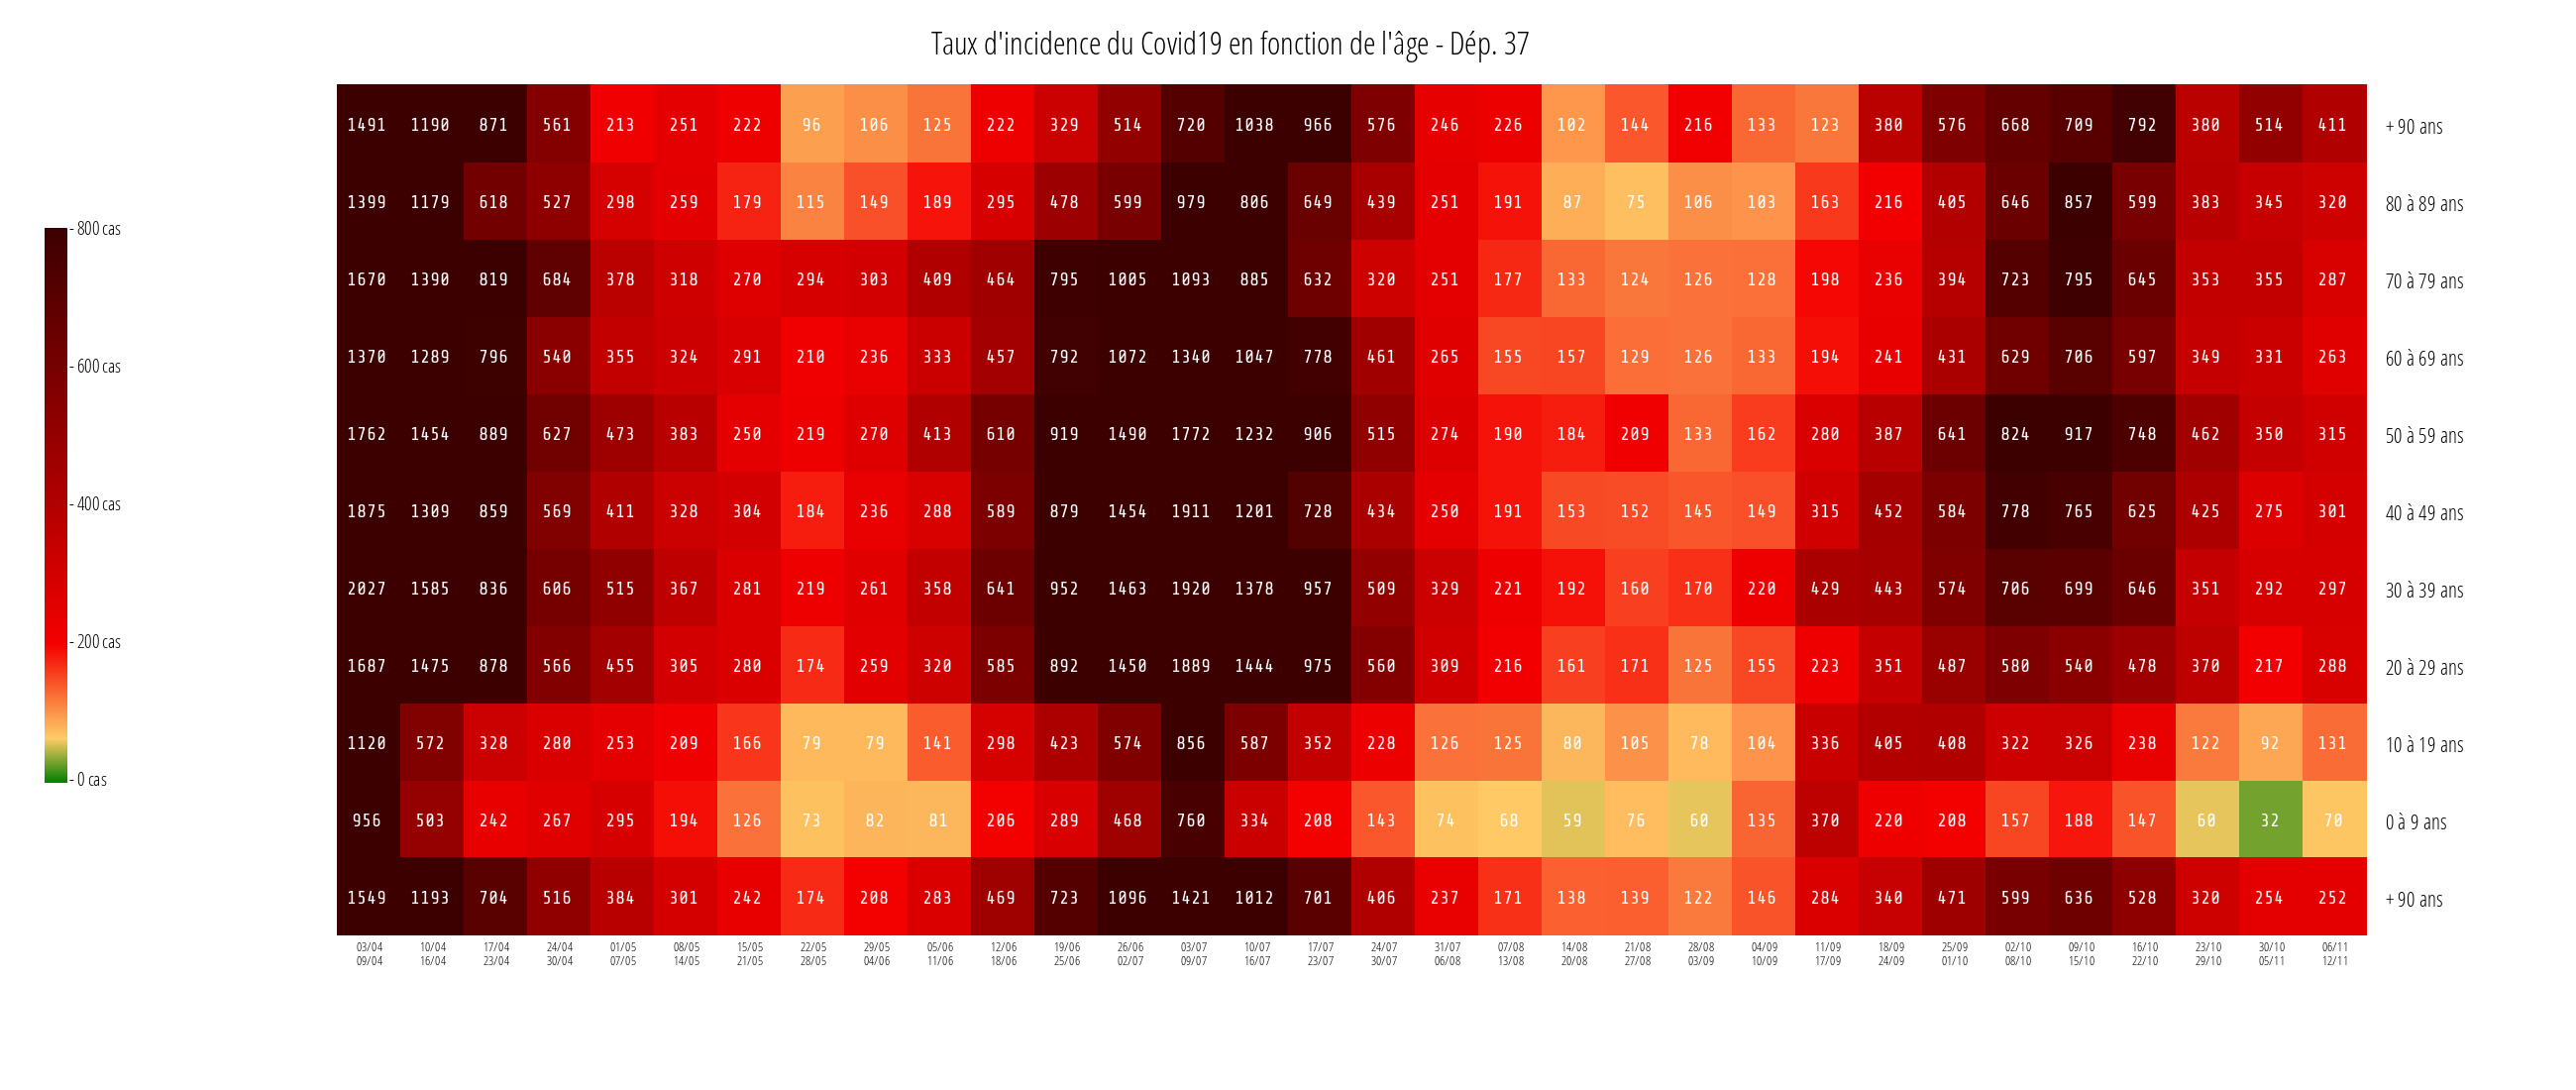 Taux d'incidence du Covid19 en fonction de l'âge - Dép. 37
1491 1190 871 561 213 251 222 96 106 125 222 329 514 720 1038 966 576 246 226 102 144 216 133 123 380 576 668 709 792 380 514 411 + 90 ans
1399 1179 618 527 298 259 179 115 149 189 295 478 599 979 806 649 439 251 191 87 75 106 103 163 216 405 646 857 599 383 345 320 80 à 89 ans
- 800 cas
1670 1390 819 684 378 318 270 294 303 409 464 795 1005 1093 885 632 320 251 177 133 124 126 128 198 236 394 723 795 645 353 355 287 70 à 79 ans
1370 1289 796 540 355 324 291 210 236 333 457 792 1072 1340 1047 778 461 265 155 157 129 126 133 194 241 431 629 706 597 349 331 263 60 à 69 ans
- 600 cas
1762 1454 889 627 473 383 250 219 270 413 610 919 1490 1772 1232 906 515 274 190 184 209 133 162 280 387 641 824 917 748 462 350 315 50 à 59 ans
- 400 cas
1875 1309 859 569 411 328 304 184 236 288 589 879 1454 1911 1201 728 434 250 191 153 152 145 149 315 452 584 778 765 625 425 275 301 40 à 49 ans
2027 1585 836 606 515 367 281 219 261 358 641 952 1463 1920 1378 957 509 329 221 192 160 170 220 429 443 574 706 699 646 351 292 297 30 à 39 ans
- 200 cas
1687 1475 878 566 455 305 280 174 259 320 585 892 1450 1889 1444 975 560 309 216 161 171 125 155 223 351 487 580 540 478 370 217 288 20 à 29 ans
1120 572 328 280 253 209 166 79 79 141 298 423 574 856 587 352 228 126 125 80 105 78 104 336 405 408 322 326 238 122 92 131 10 à 19 ans
- 0 cas
956 503 242 267 295 194 126 73 82 81 206 289 468 760 334 208 143 74 68 59 76 60 135 370 220 208 157 188 147 60 32 70 0 à 9 ans
1549 1193 704 516 384 301 242 174 208 283 469 723 1096 1421 1012 701 406 237 171 138 139 122 146 284 340 471 599 636 528 320 254 252 + 90 ans
03/04 10/04 17/04 24/04 01/05 08/05 15/05 22/05 29/05 05/06 12/06 19/06 26/06 03/07 10/07 17/07 24/07 31/07 07/08 14/08 21/08 28/08 04/09 11/09 18/09 25/09 02/10 09/10 16/10 23/10 30/10 06/11
09/04 16/04 23/04 30/04 07/05 14/05 21/05 28/05 04/06 11/06 18/06 25/06 02/07 09/07 16/07 23/07 30/07 06/08 13/08 20/08 27/08 03/09 10/09 17/09 24/09 01/10 08/10 15/10 22/10 29/10 05/11 12/11